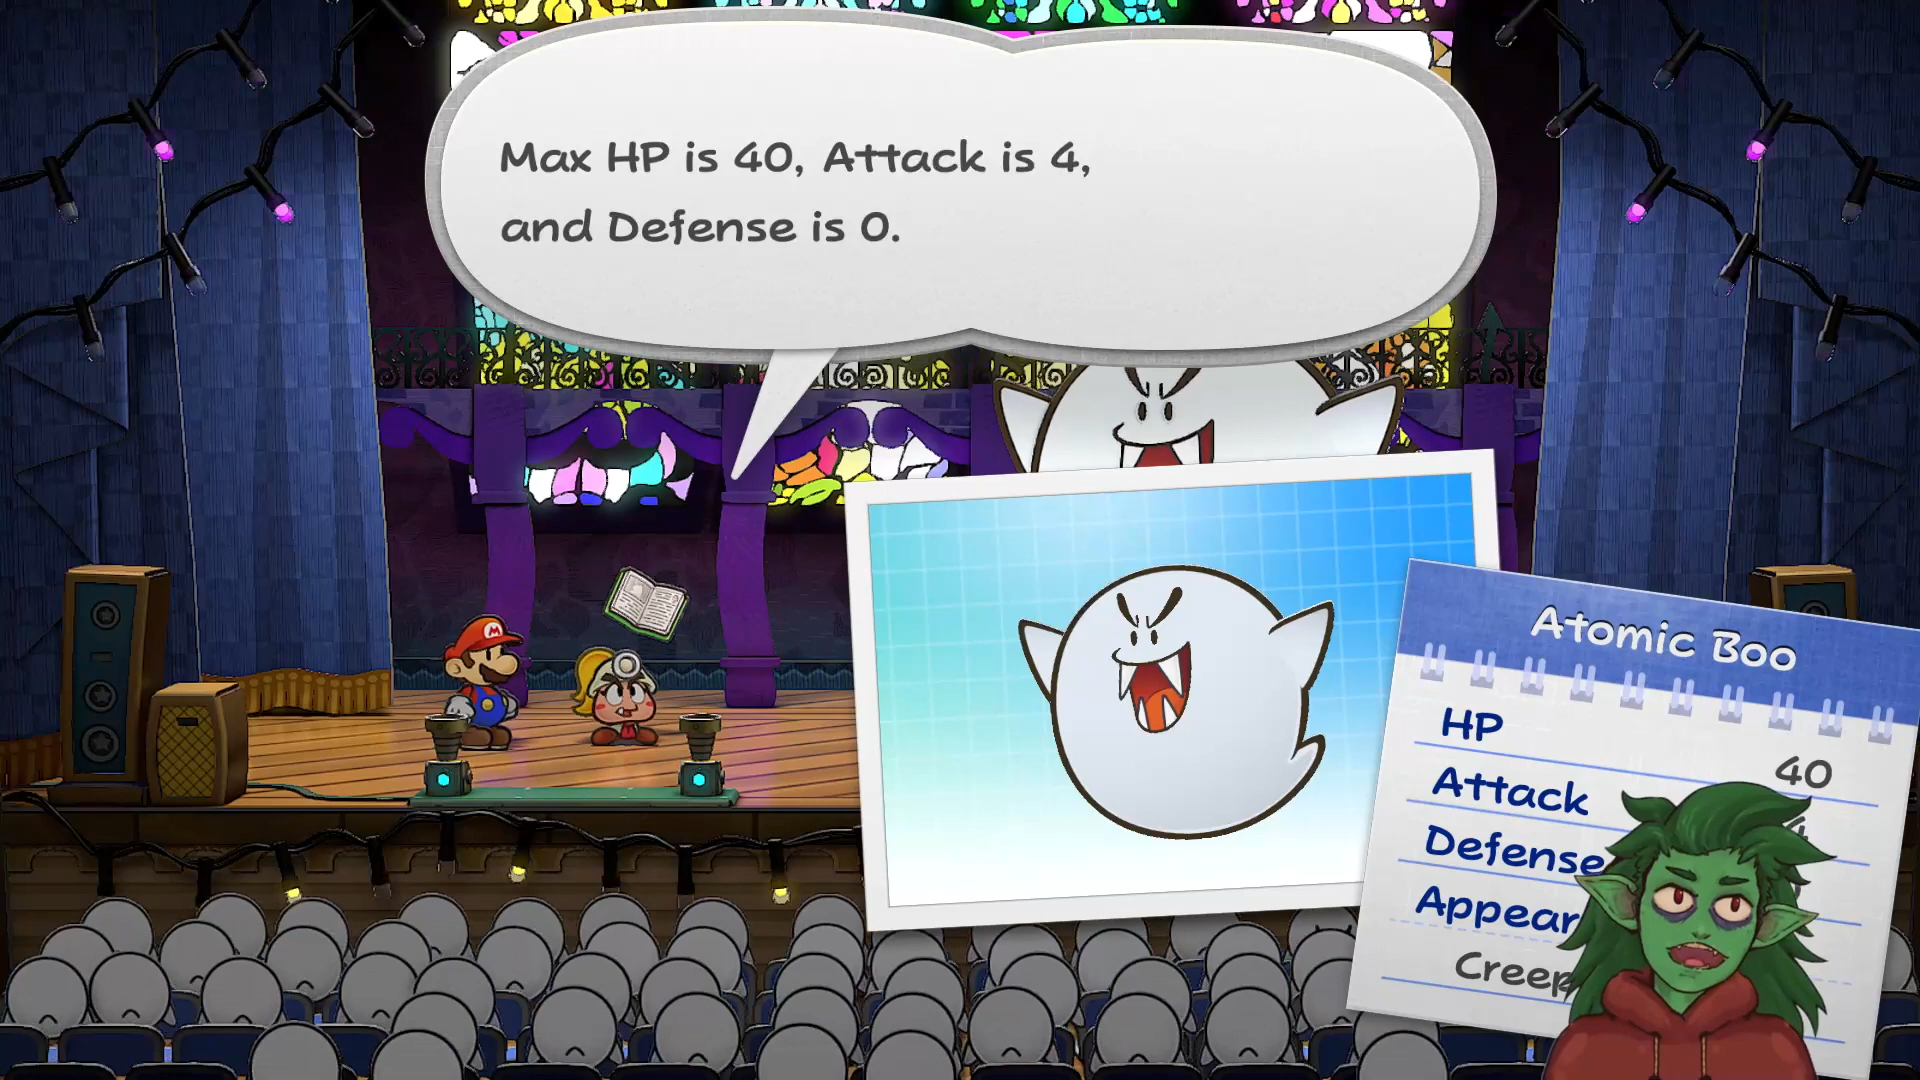 Max HP is 40, Attack is 4,
and Defense is 0.
M
Atomic Boo
HP
40
Attack
4
Defense
Appear
Creep